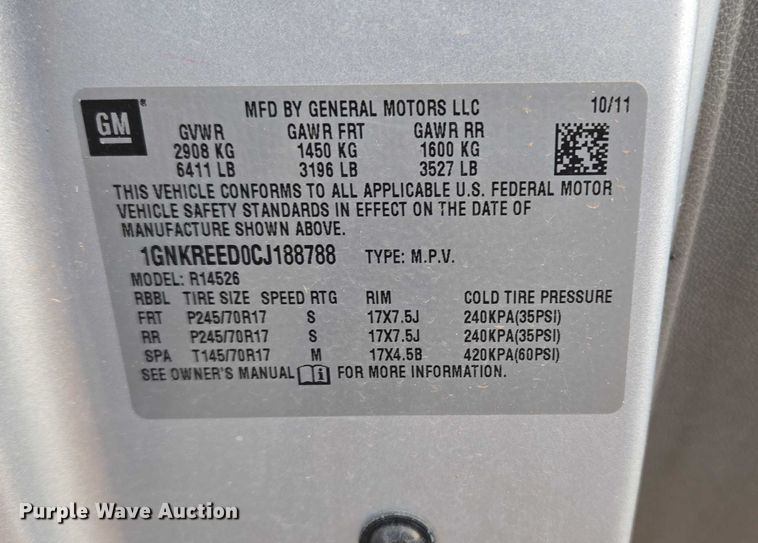 GM ® MFD BY GENERAL MOTORS LLC 10/11
GVWR GAWR FRT GAWR RR
2908 KG 1450 KG 1600 KG
6411 LB 3196 LB 3527 LB
THIS VEHICLE CONFORMS TO ALL APPLICABLE U.S. FEDERAL MOTOR
VEHICLE SAFETY STANDARDS IN EFFECT ON THE DATE OF
MANUFACTURE SHOWN ABOVE.
1GNKREED0CJ188788 TYPE: M.P.V.
MODEL: R14526
RBBL TIRE SIZE SPEED RTG RIM COLD TIRE PRESSURE
FRT P245/70R17 S 17X7.5J 240KPA(35PSI)
RR P245/70R17 S 17X7.5J 240KPA(35PSI)
SPA T145/70R17 M 17X4.5B 420KPA(60PSI)
SEE OWNER'S MANUAL FOR MORE INFORMATION.
Purple Wave Auction